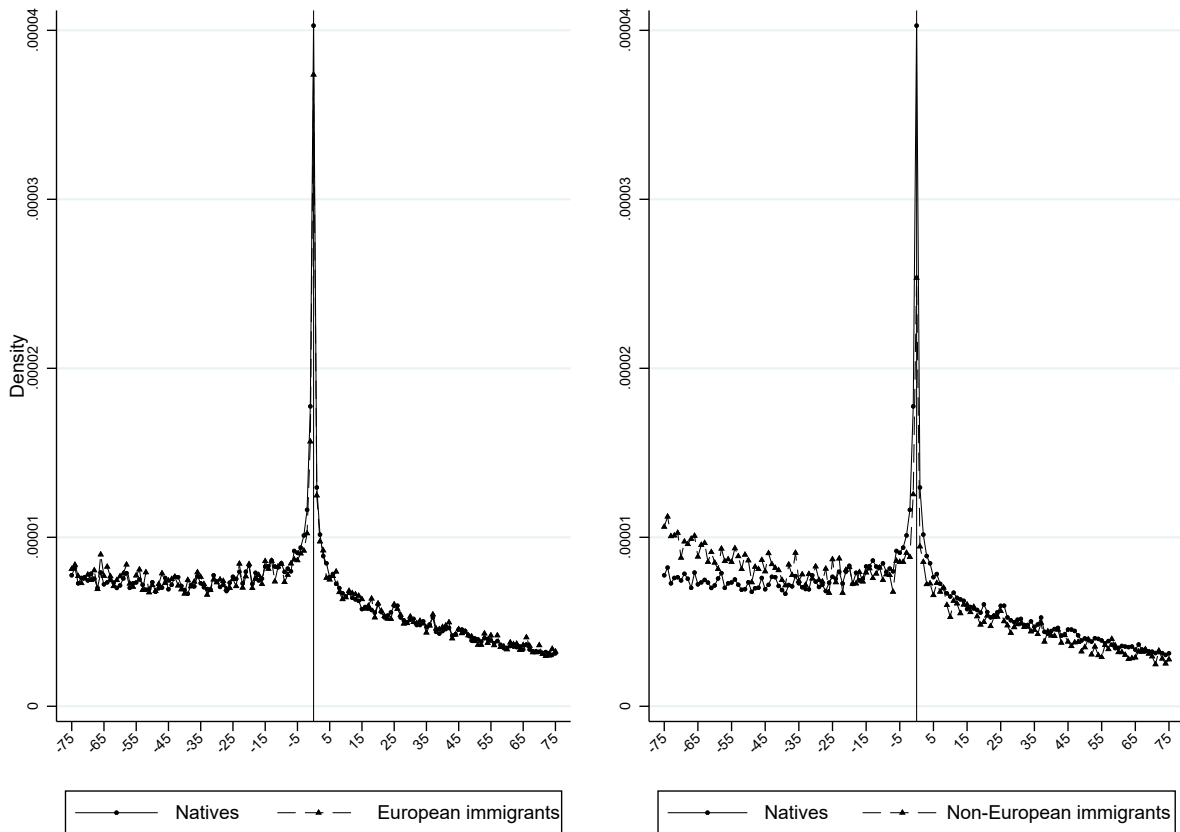 Density
0 .00001 .00002 .00003 .00004
-75 -65 -55 -45 -35 -25 -15 -5 5 15 25 35 45 55 65 75
Natives European immigrants
0 .00001 .00002 .00003 .00004
-75 -65 -55 -45 -35 -25 -15 -5 5 15 25 35 45 55 65 75
Natives Non-European immigrants